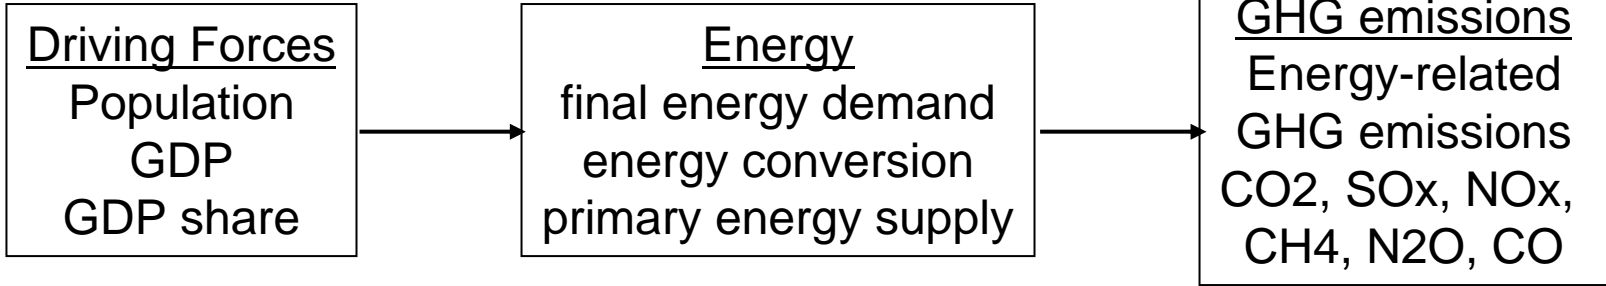 Driving Forces
Population
GDP
GDP share
Energy
final energy demand
energy conversion
primary energy supply
GHG emissions
Energy-related
GHG emissions
CO2, SOx, NOx,
CH4, N2O, CO